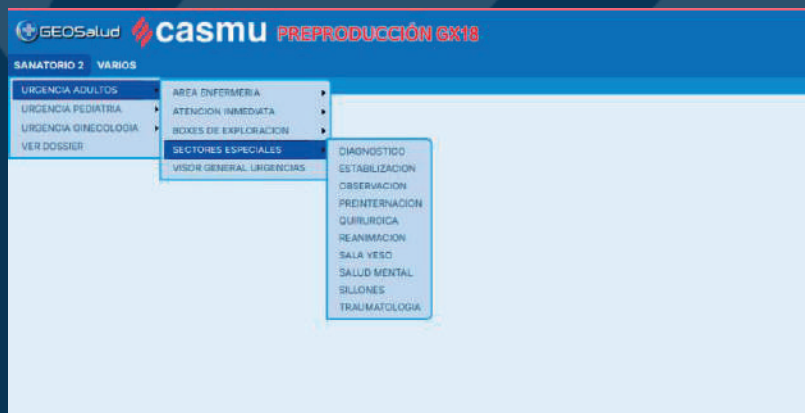 GEOSalud casmu PREPRODUCCIÓN GX18
SANATORIO 2 VARIOS
URGENCIA ADULTOS
URGENCIA PEDIATRIA
URGENCIA GINECOLOGIA
VER DOSSIER
AREA ENFERMERIA
ATENCION INMEDIATA
BOXES DE EXPLORACION
SECTORES ESPECIALES
VISOR GENERAL URGENCIAS
DIAGNOSTICO
ESTABILIZACION
OBSERVACION
PREINTERNACION
QUIRURGICA
REANIMACION
SALA YESO
SALUD MENTAL
SILLONES
TRAUMATOLOGIA